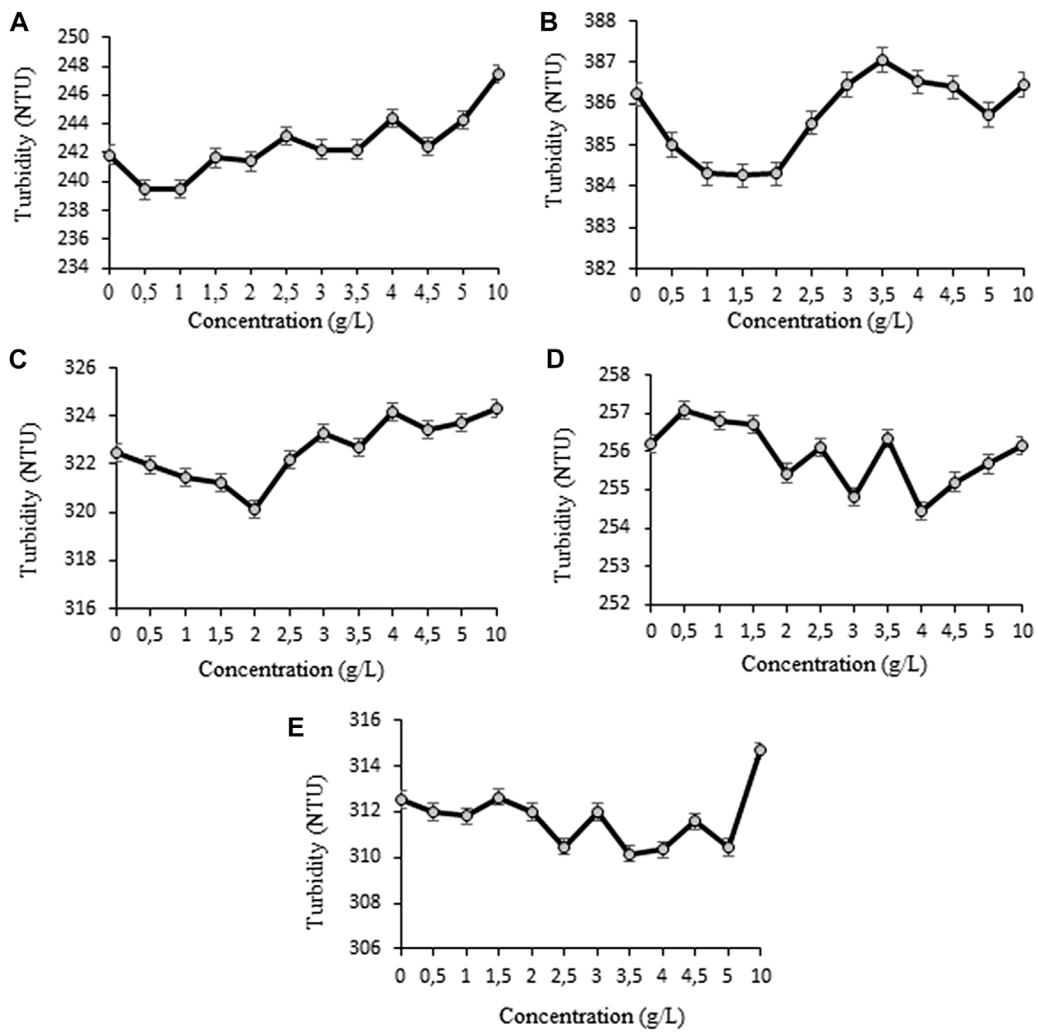 A
250
248
246
244
242
240
238
236
234
Turbidity (NTU)
0 0,5 1 1,5 2 2,5 3 3,5 4 4,5 5 10
Concentration (g/L)
B
388
387
386
385
384
383
382
Turbidity (NTU)
0 0,5 1 1,5 2 2,5 3 3,5 4 4,5 5 10
Concentration (g/L)
C
326
324
322
320
318
316
Turbidity (NTU)
0 0,5 1 1,5 2 2,5 3 3,5 4 4,5 5 10
Concentration (g/L)
D
258
257
256
255
254
253
252
Turbidity (NTU)
0 0,5 1 1,5 2 2,5 3 3,5 4 4,5 5 10
Concentration (g/L)
E
316
314
312
310
308
306
Turbidity (NTU)
0 0,5 1 1,5 2 2,5 3 3,5 4 4,5 5 10
Concentration (g/L)